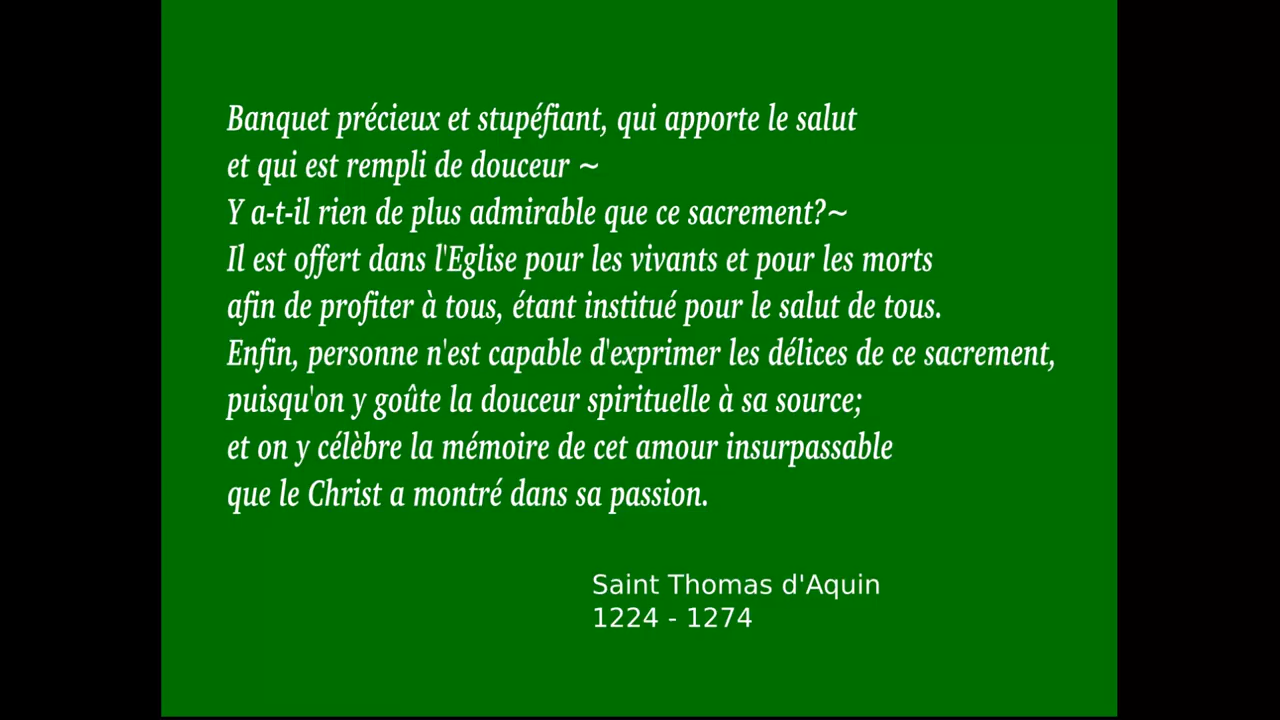 Banquet précieux et stupéfiant, qui apporte le salut
et qui est rempli de douceur ~
Y a-t-il rien de plus admirable que ce sacrement?~
Il est offert dans l'Eglise pour les vivants et pour les morts
afin de profiter à tous, étant institué pour le salut de tous.
Enfin, personne n'est capable d'exprimer les délices de ce sacrement,
puisqu'on y goûte la douceur spirituelle à sa source;
et on y célèbre la mémoire de cet amour insurpassable
que le Christ a montré dans sa passion.
Saint Thomas d'Aquin
1224 - 1274